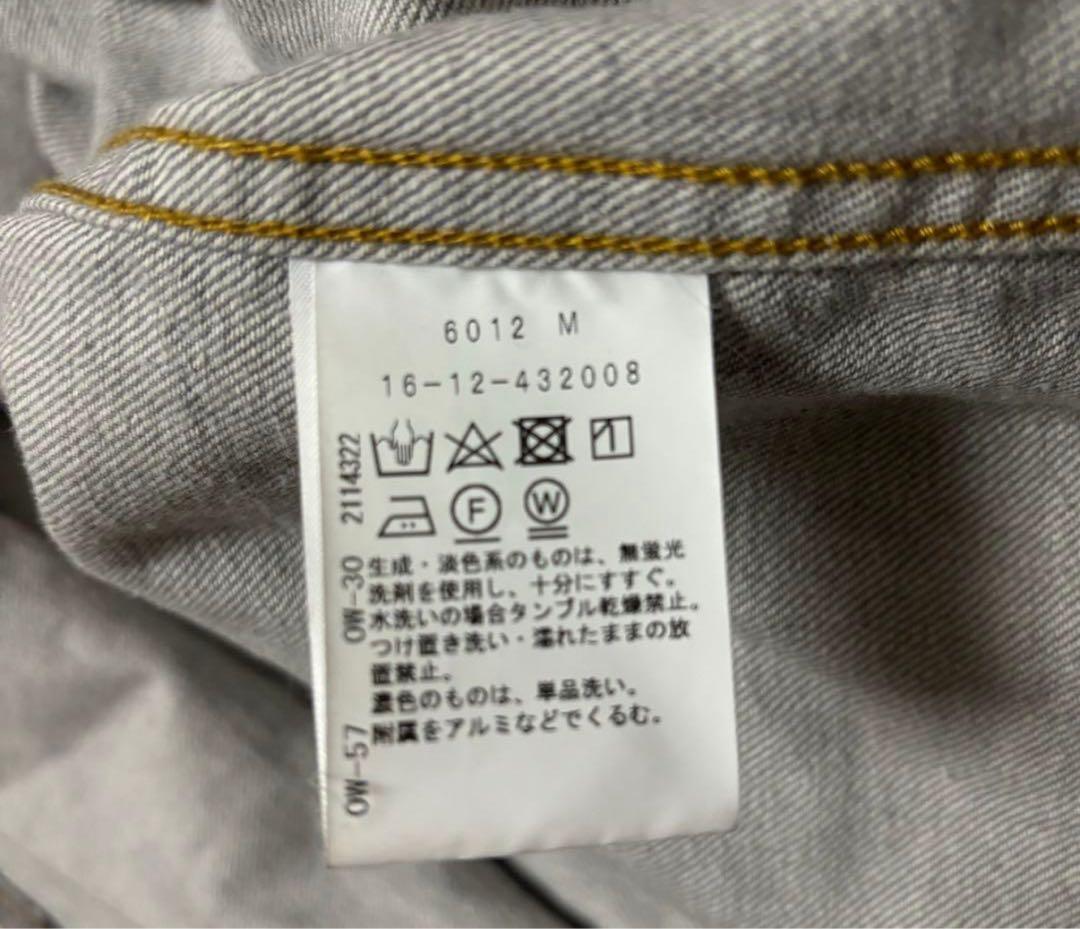 6012 M
16-12-432008
F W
生成・淡色系のものは、無蛍光
洗剤を使用し、十分にすすぐ。
水洗いの場合タンブル乾燥禁止。
つけ置き洗い・濡れたままの放
置禁止。
濃色のものは、単品洗い。
附属をアルミなどでくるむ。
2114322
OW-30
OW-57